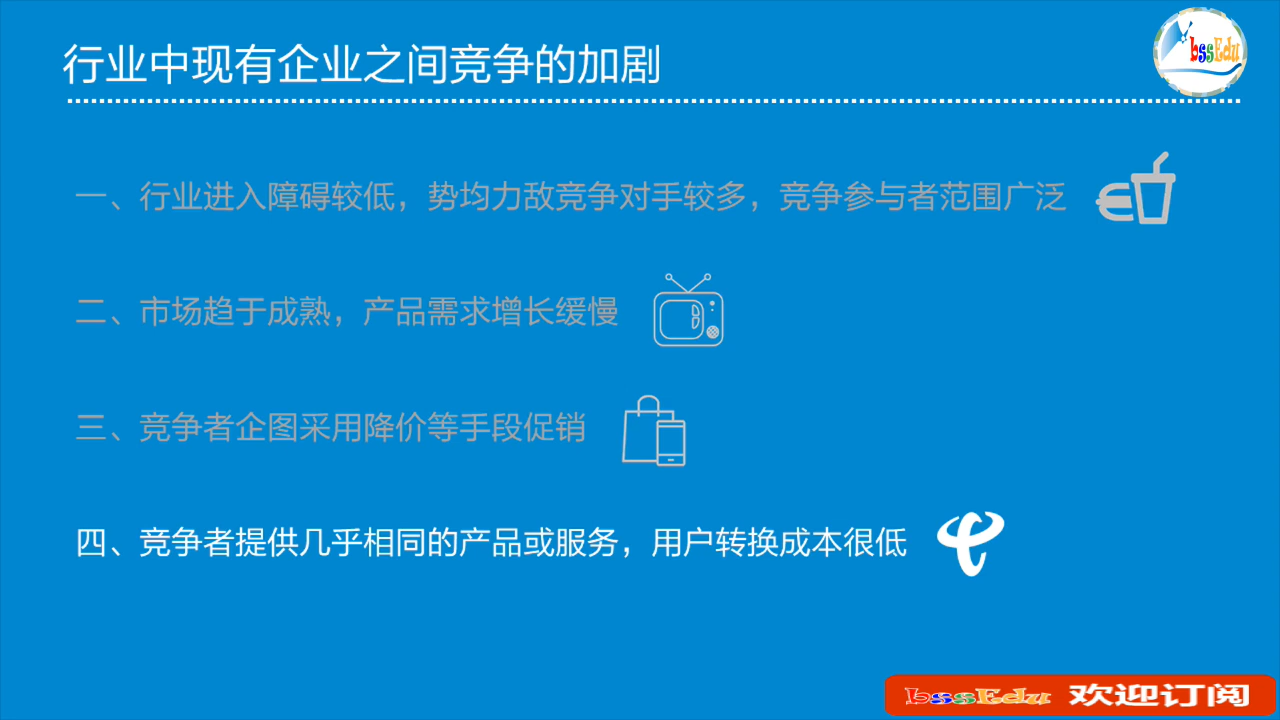 行业中现有企业之间竞争的加剧
bssEdu
一、行业进入障碍较低，势均力敌竞争对手较多，竞争参与者范围广泛
二、市场趋于成熟，产品需求增长缓慢
三、竞争者企图采用降价等手段促销
四、竞争者提供几乎相同的产品或服务，用户转换成本很低
bssEdu 欢迎订阅